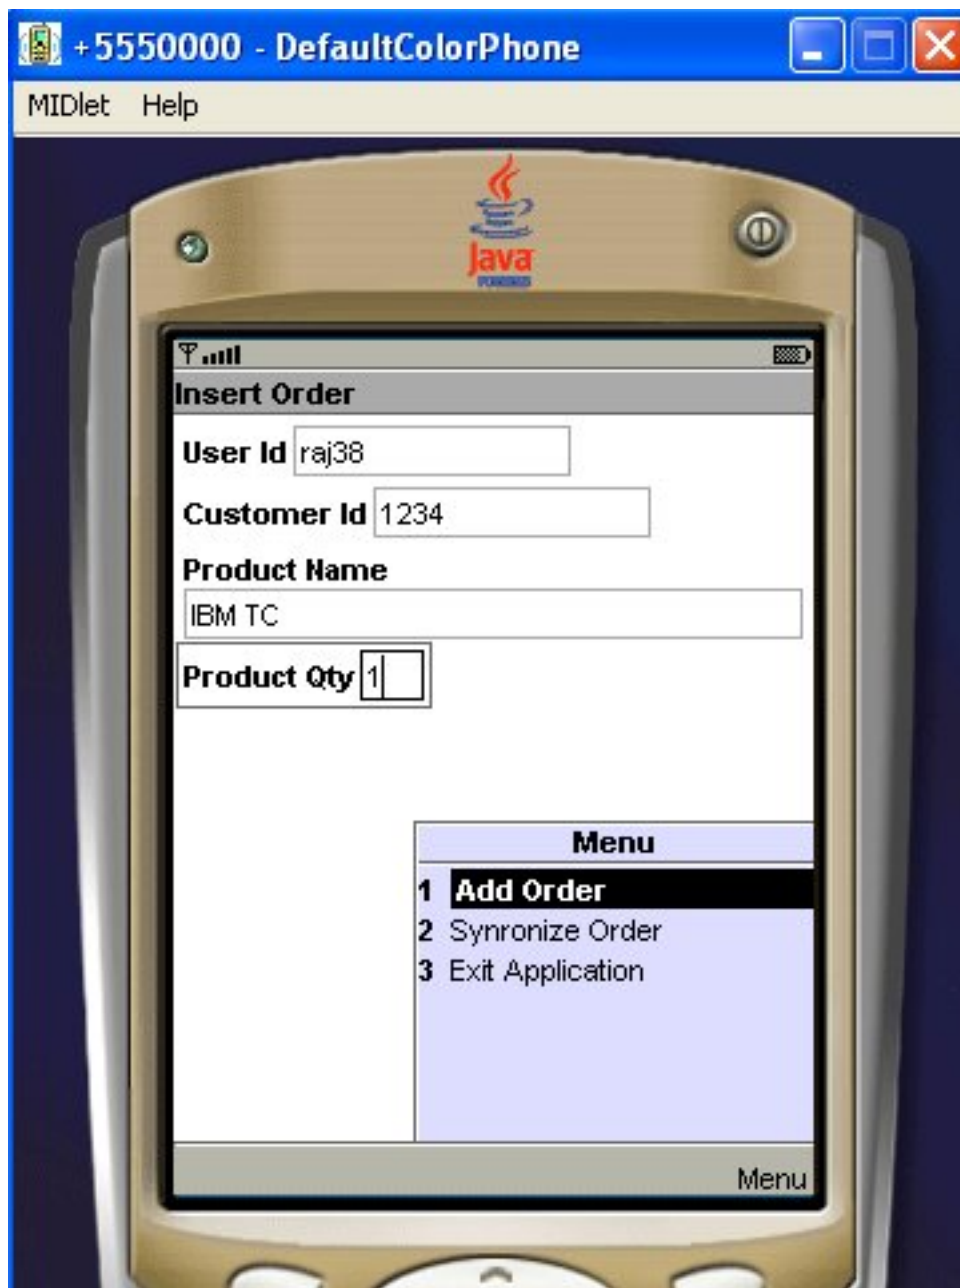 +5550000 - DefaultColorPhone
MIDlet Help
Java
Insert Order
User Id raj38
Customer Id 1234
Product Name
IBM TC
Product Qty 1
Menu
1 Add Order
2 Synronize Order
3 Exit Application
Menu